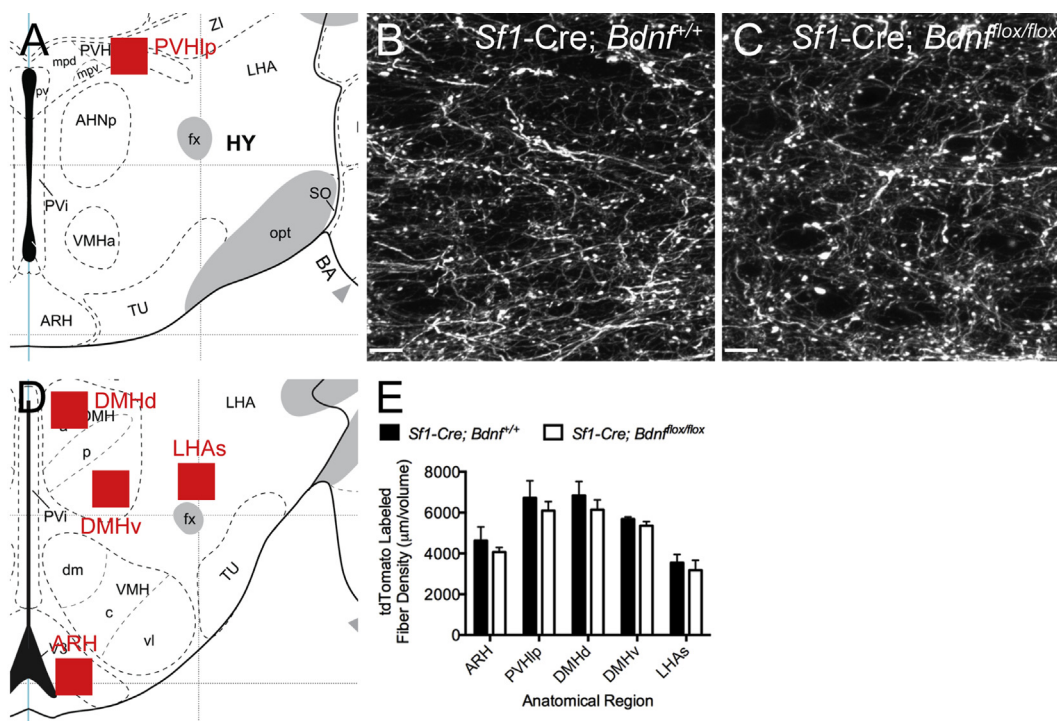 A
ZI
PVH
PVHlp
mpd
mpv
LHA
pv
AHNp
fx
HY
PVi
SO
VMHa
opt
BA
TU
ARH
B
Sf1-Cre; Bdnf+/+
C
Sf1-Cre; Bdnfflox/flox
D
DMHd
DMH
LHA
p
LHAs
PVi
DMHv
fx
dm
VMH
TU
c
vl
ARH
V3
E
Sf1-Cre; Bdnf+/+
Sf1-Cre; Bdnfflox/flox
tdTomato Labeled
Fiber Density (µm/volume)
8000
6000
4000
2000
0
ARH
PVHlp
DMHd
DMHv
LHAs
Anatomical Region